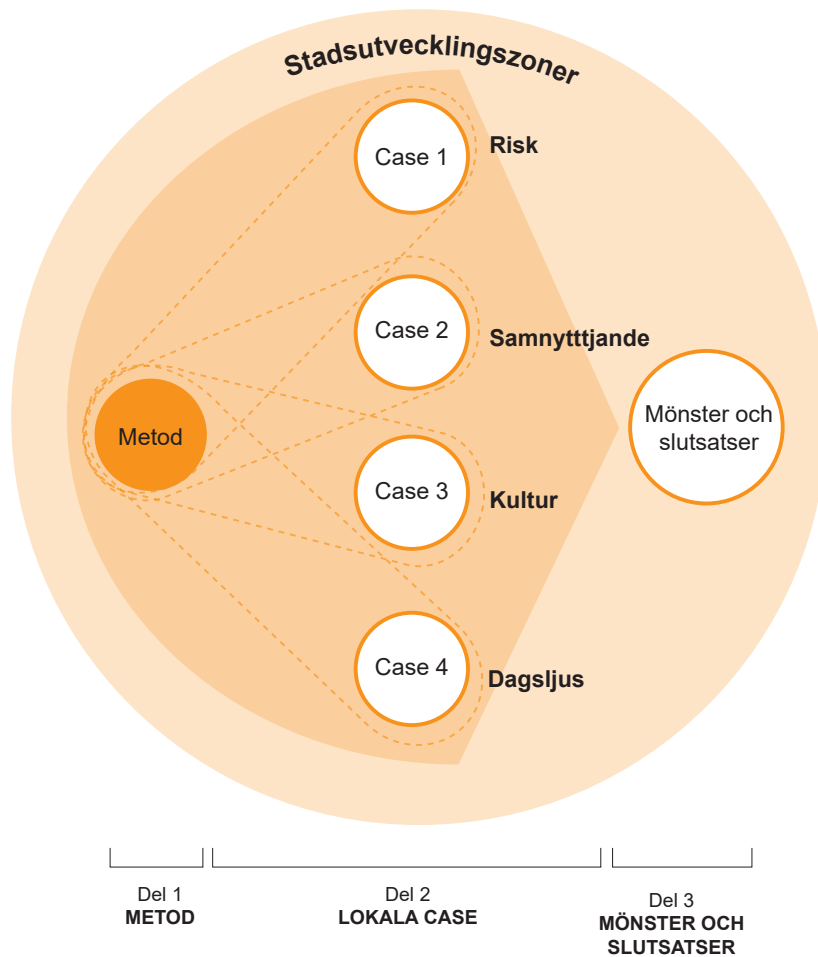 Stadsutvecklingszoner
Case 1
Risk
Case 2
Samnytttjande
Metod
Mönster och
slutsatser
Case 3
Kultur
Case 4
Dagsljus
Del 1
METOD
Del 2
LOKALA CASE
Del 3
MÖNSTER OCH
SLUTSATSER